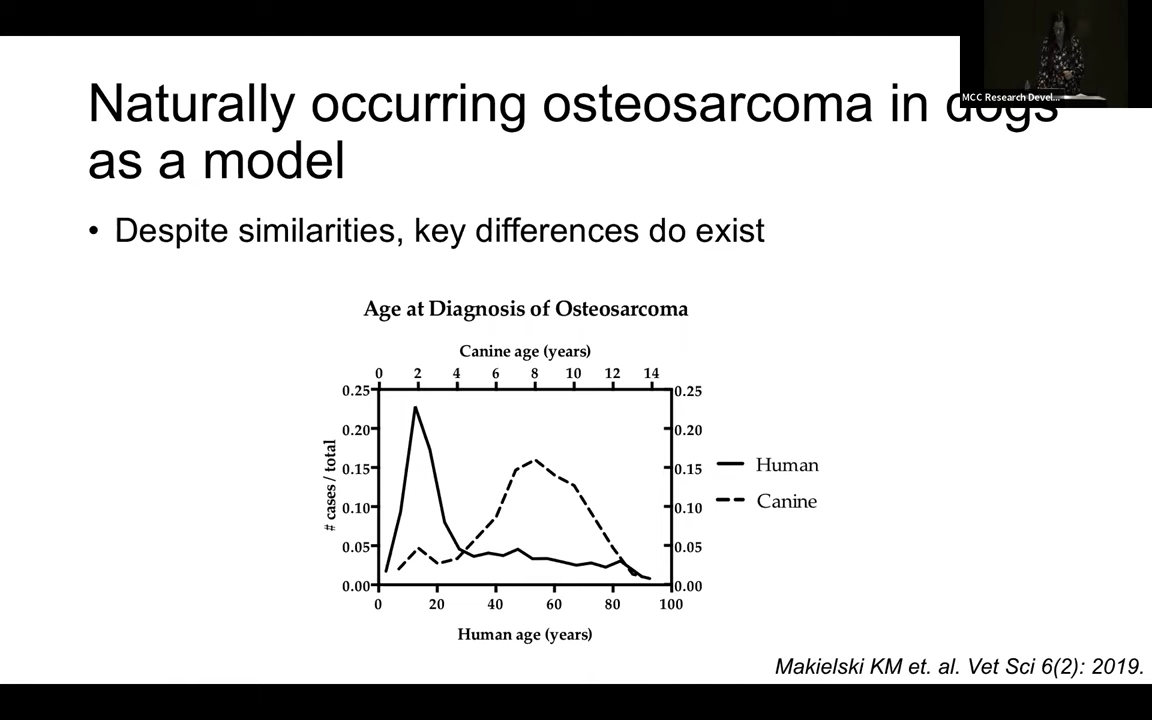 Naturally occurring osteosarcoma in dogs
as a model
MCC Research Devel...
• Despite similarities, key differences do exist
Age at Diagnosis of Osteosarcoma
Canine age (years)
0 2 4 6 8 10 12 14
0.25 0.25
0.20 0.20
0.15 0.15
0.10 0.10
0.05 0.05
0.00 0.00
# cases / total
Human
Canine
0 20 40 60 80 100
Human age (years)
Makielski KM et. al. Vet Sci 6(2): 2019.